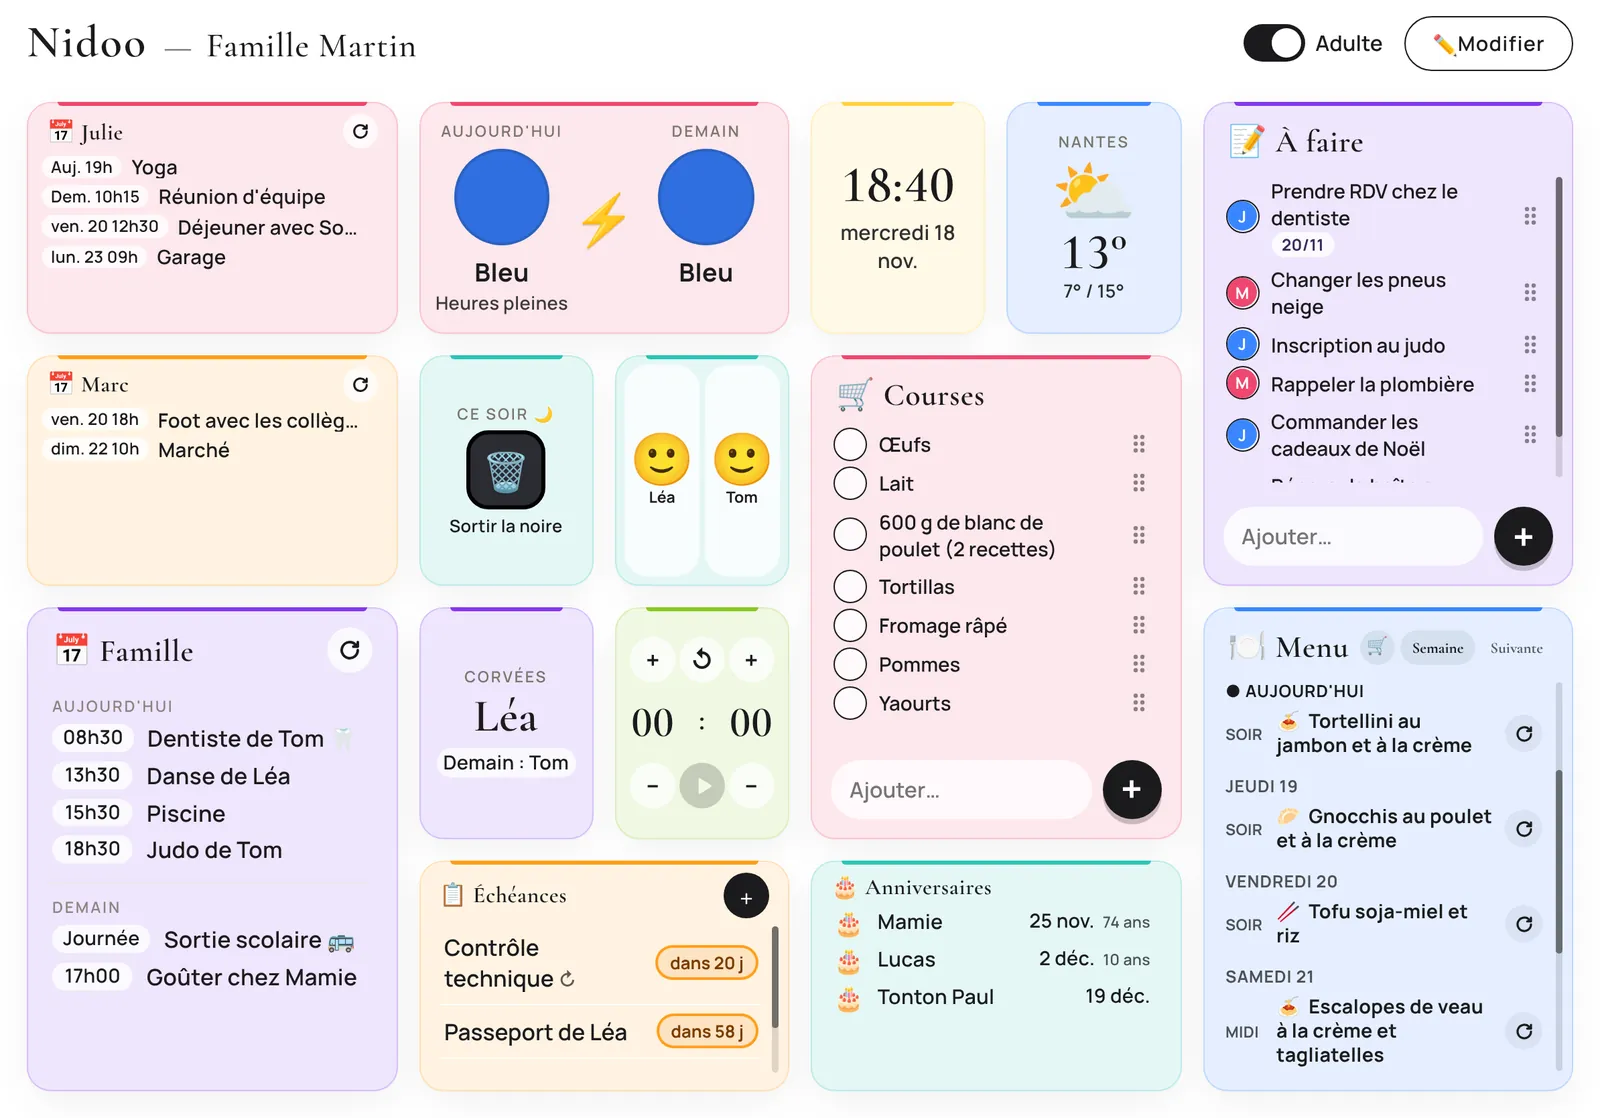 Nidoo — Famille Martin
Adulte
Modifier
Julie
Auj. 19h Yoga
Dem. 10h15 Réunion d'équipe
ven. 20 12h30 Déjeuner avec So…
lun. 23 09h Garage
AUJOURD'HUI
Bleu
Heures pleines
DEMAIN
Bleu
18:40
mercredi 18
nov.
NANTES
13°
7° / 15°
À faire
J Prendre RDV chez le
dentiste
20/11
M Changer les pneus
neige
J Inscription au judo
M Rappeler la plombière
J Commander les
cadeaux de Noël
Ajouter…
+
Marc
ven. 20 18h Foot avec les collèg…
dim. 22 10h Marché
CE SOIR
Sortir la noire
Léa
Tom
Courses
Œufs
Lait
600 g de blanc de
poulet (2 recettes)
Tortillas
Fromage râpé
Pommes
Yaourts
Ajouter…
+
Famille
AUJOURD'HUI
08h30 Dentiste de Tom
13h30 Danse de Léa
15h30 Piscine
18h30 Judo de Tom
DEMAIN
Journée Sortie scolaire
17h00 Goûter chez Mamie
CORVÉES
Léa
Demain : Tom
+ +
00 : 00
− −
Échéances
+
Contrôle
technique
dans 20 j
Passeport de Léa
dans 58 j
Anniversaires
Mamie 25 nov. 74 ans
Lucas 2 déc. 10 ans
Tonton Paul 19 déc.
Menu
Semaine
Suivante
AUJOURD'HUI
SOIR Tortellini au
jambon et à la crème
JEUDI 19
SOIR Gnocchis au poulet
et à la crème
VENDREDI 20
SOIR Tofu soja-miel et
riz
SAMEDI 21
MIDI Escalopes de veau
à la crème et
tagliatelles